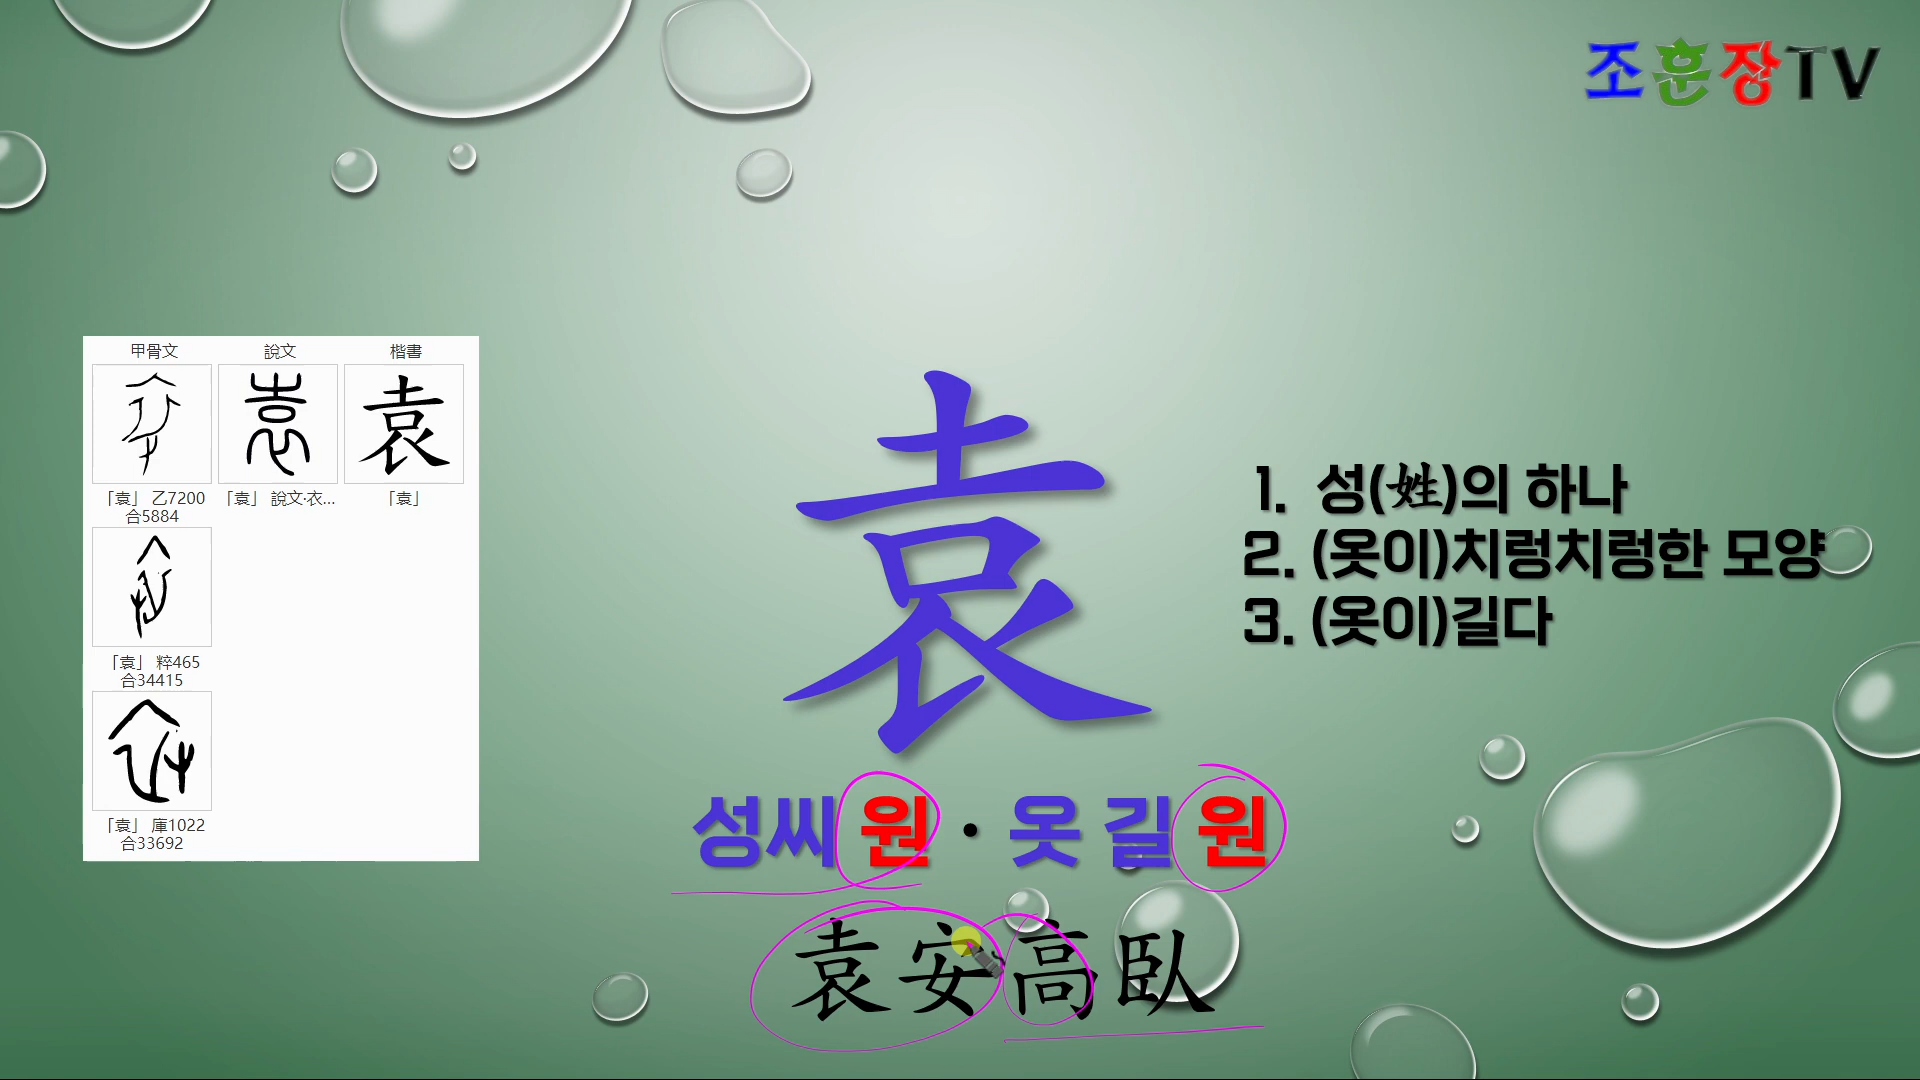 조훈장TV
甲骨文 說文 楷書
「袁」 乙7200 「袁」 說文·衣... 「袁」
合5884
「袁」 粹465
合34415
「袁」 庫1022
合33692
袁
1. 성(姓)의 하나
2. (옷이)치렁치렁한 모양
3. (옷이)길다
성씨 원 · 옷 길 원
袁安高臥